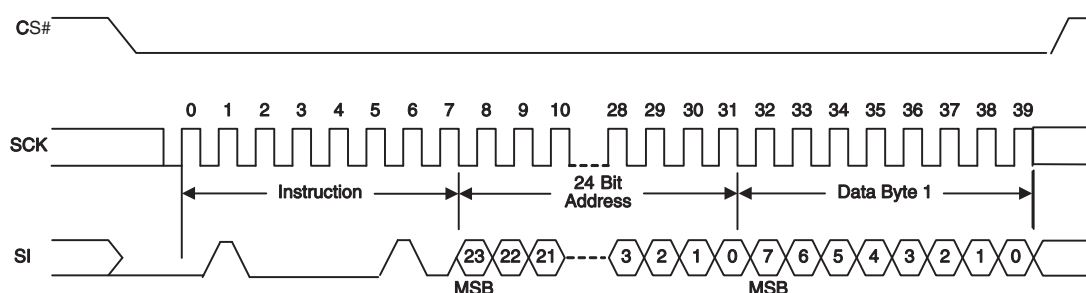 CS#
0 1 2 3 4 5 6 7 8 9 10 28 29 30 31 32 33 34 35 36 37 38 39
SCK
Instruction
24 Bit
Address
Data Byte 1
SI
23 22 21 3 2 1 0 7 6 5 4 3 2 1 0
MSB MSB